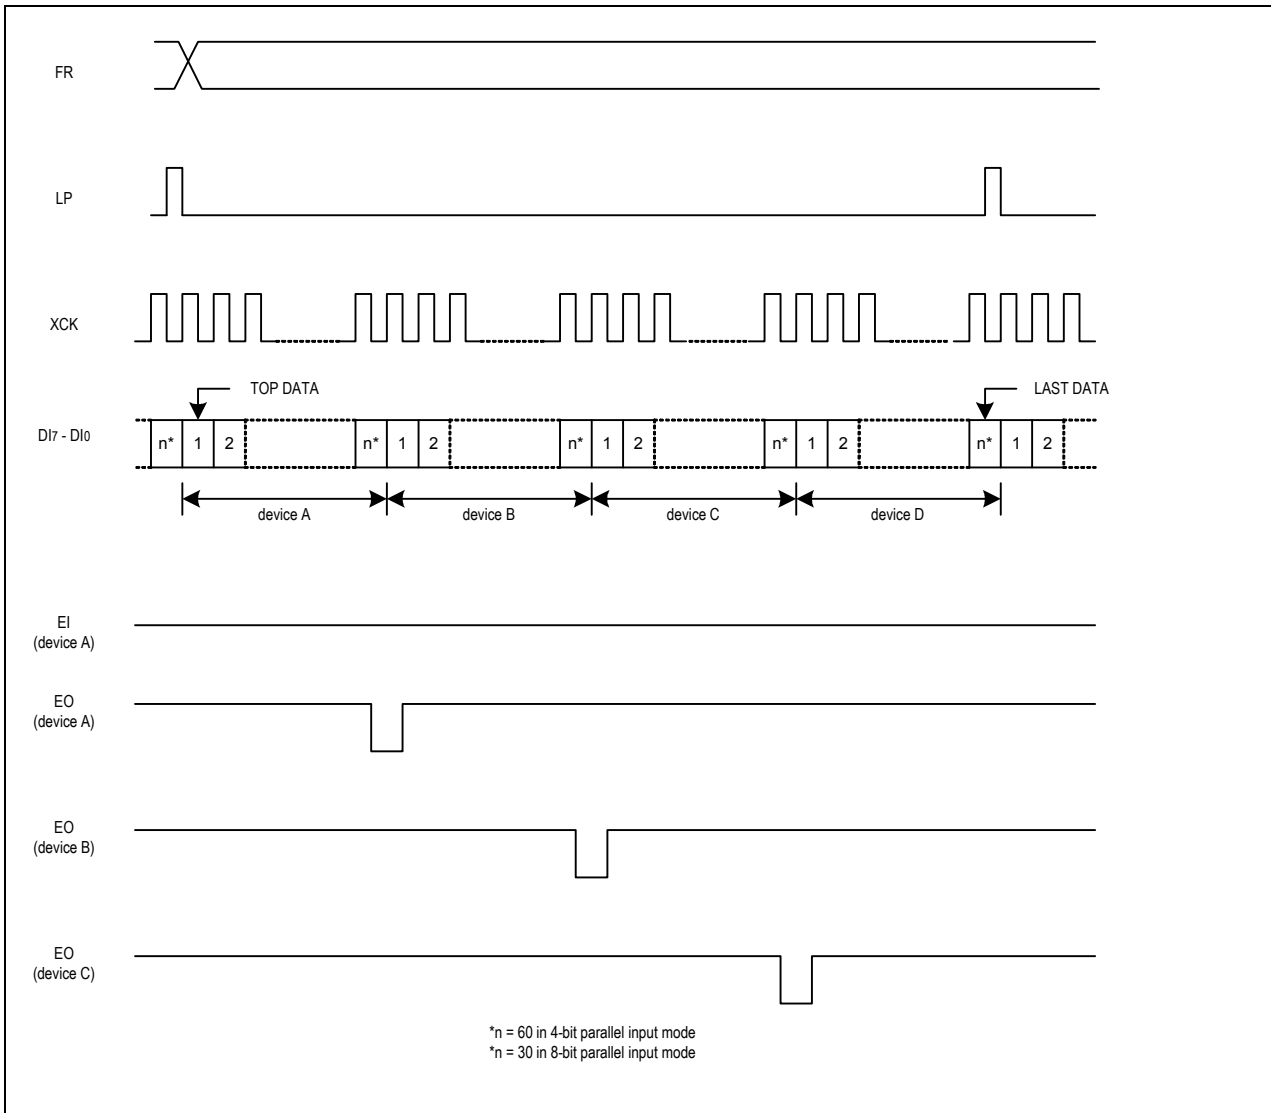 FR
LP
XCK
TOP DATA
LAST DATA
DI7 - DI0
n* 1 2 n* 1 2 n* 1 2 n* 1 2 n* 1 2
device A
device B
device C
device D
EI
(device A)
EO
(device A)
EO
(device B)
EO
(device C)
*n = 60 in 4-bit parallel input mode
*n = 30 in 8-bit parallel input mode